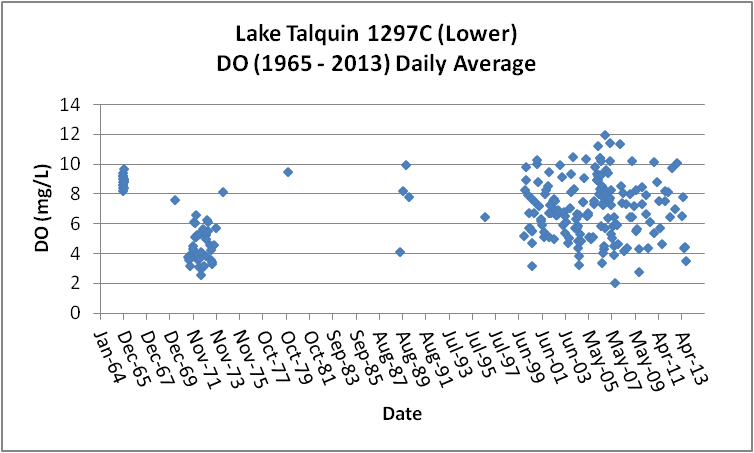 Lake Talquin 1297C (Lower)
DO (1965 - 2013) Daily Average
DO (mg/L)
14
12
10
8
6
4
2
0
Jan-64
Dec-65
Dec-67
Dec-69
Nov-71
Nov-73
Nov-75
Oct-77
Oct-79
Oct-81
Sep-83
Sep-85
Aug-87
Aug-89
Aug-91
Jul-93
Jul-95
Jul-97
Jun-99
Jun-01
Jun-03
May-05
May-07
May-09
Apr-11
Apr-13
Date